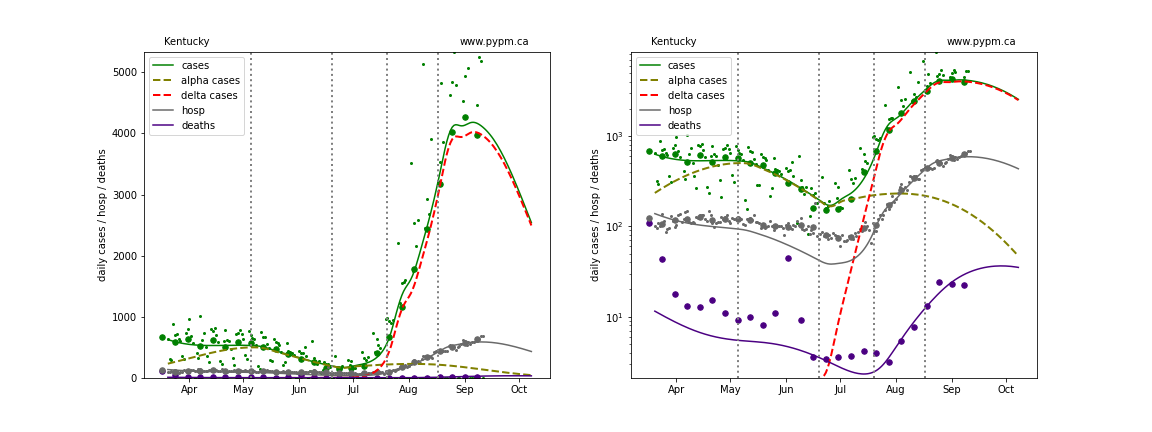 Kentucky www.pypm.ca
daily cases / hosp / deaths
5000
4000
3000
2000
1000
0
cases
alpha cases
delta cases
hosp
deaths
Apr May Jun Jul Aug Sep Oct
Kentucky www.pypm.ca
daily cases / hosp / deaths
10³
10²
10¹
cases
alpha cases
delta cases
hosp
deaths
Apr May Jun Jul Aug Sep Oct